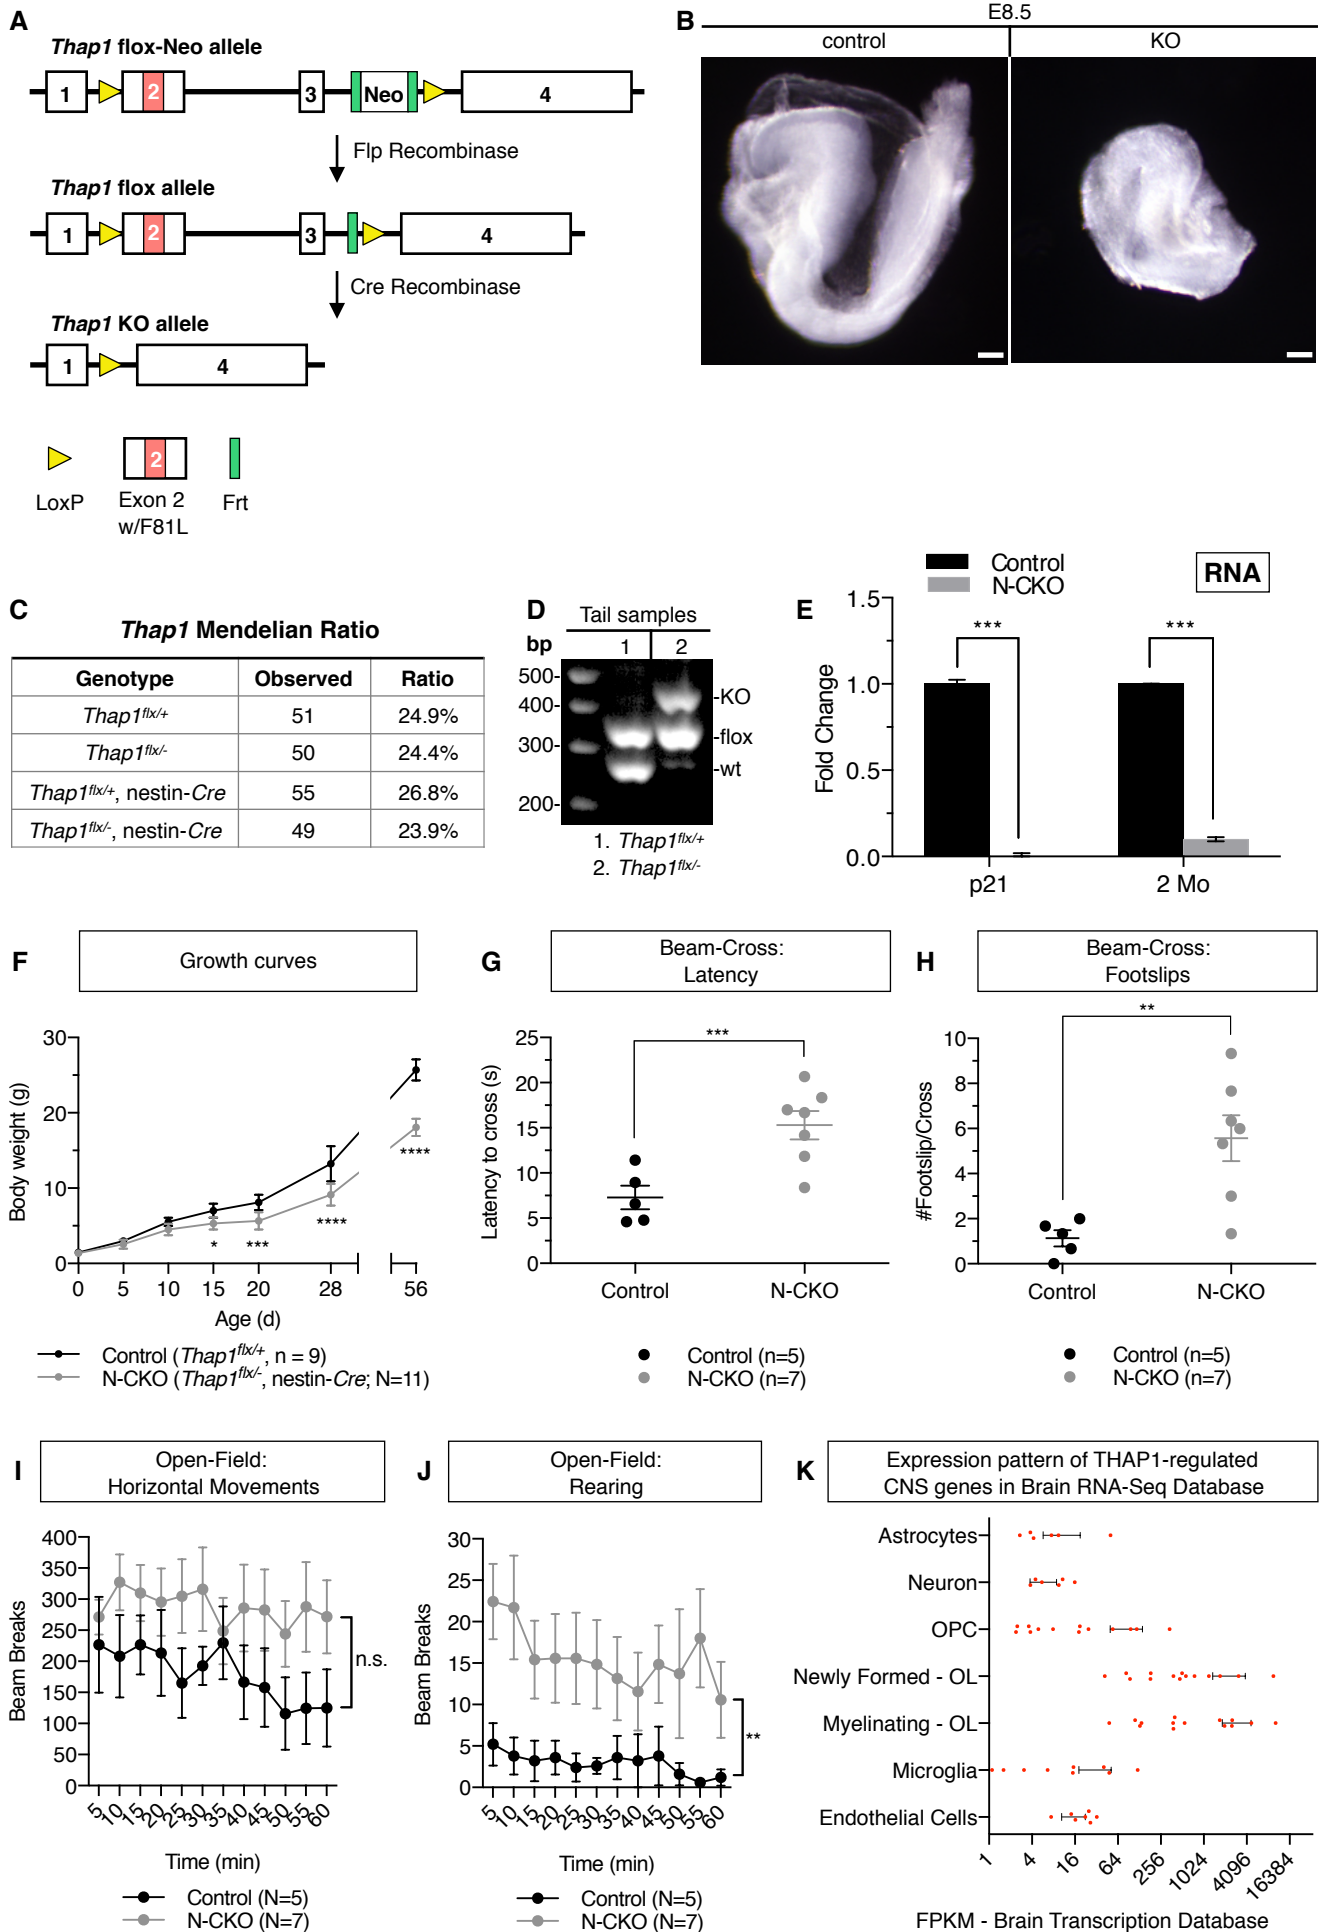 A
Thap1 flox-Neo allele
1 2 3 Neo 4
Flp Recombinase
Thap1 flox allele
1 2 3 4
Cre Recombinase
Thap1 KO allele
1 4
2
LoxP
Exon 2
w/F81L
Frt
B
E8.5
control KO
C
Thap1 Mendelian Ratio
Genotype Observed Ratio
Thap1flx/+ 51 24.9%
Thap1flx/- 50 24.4%
Thap1flx/+, nestin-Cre 55 26.8%
Thap1flx/-, nestin-Cre 49 23.9%
D
Tail samples
bp 1 2
500-
400-
300-
200-
-KO
-flox
-wt
1. Thap1flx/+
2. Thap1flx/-
E
Control
N-CKO
RNA
Fold Change
1.5
1.0
0.5
0.0
*** ***
p21 2 Mo
F
Growth curves
Body weight (g)
30
20
10
0
* *** **** ****
0 5 10 15 20 28 56
Age (d)
Control (Thap1flx/+, n = 9)
N-CKO (Thap1flx/-, nestin-Cre; N=11)
G
Beam-Cross:
Latency
Latency to cross (s)
25
20
15
10
5
0
***
Control N-CKO
Control (n=5)
N-CKO (n=7)
H
Beam-Cross:
Footslips
#Footslip/Cross
10
8
6
4
2
0
**
Control N-CKO
Control (n=5)
N-CKO (n=7)
I
Open-Field:
Horizontal Movements
Beam Breaks
400
350
300
250
200
150
100
50
0
n.s.
5 10 15 20 25 30 35 40 45 50 55 60
Time (min)
Control (N=5)
N-CKO (N=7)
J
Open-Field:
Rearing
Beam Breaks
30
25
20
15
10
5
0
**
5 10 15 20 25 30 35 40 45 50 55 60
Time (min)
Control (N=5)
N-CKO (N=7)
K
Expression pattern of THAP1-regulated
CNS genes in Brain RNA-Seq Database
Astrocytes
Neuron
OPC
Newly Formed - OL
Myelinating - OL
Microglia
Endothelial Cells
1 4 16 64 256 1024 4096 16384
FPKM - Brain Transcription Database